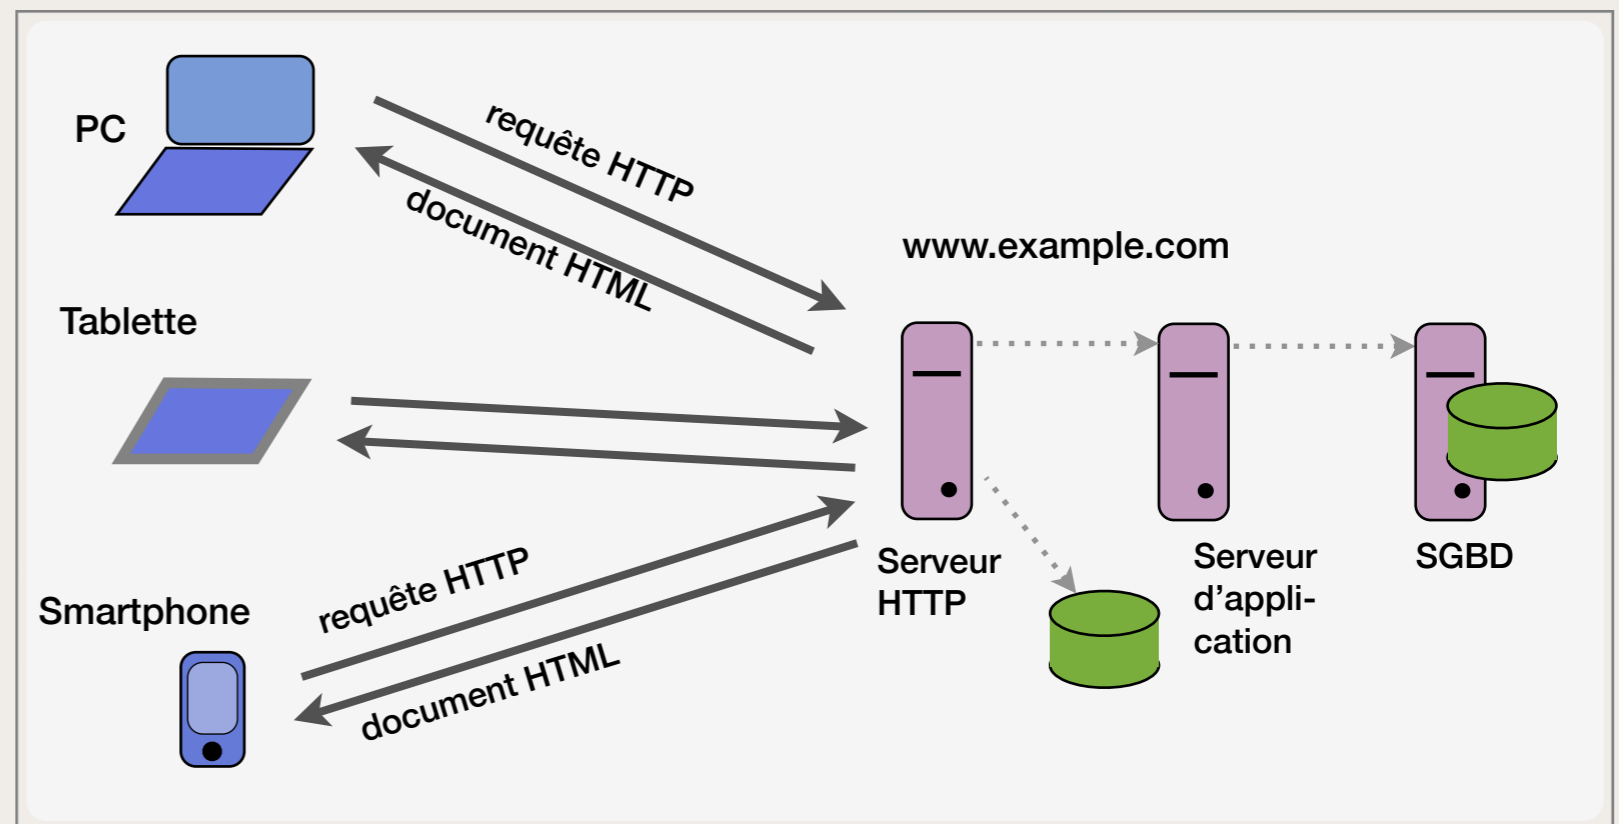 PC
requête HTTP
document HTML
www.example.com
Tablette
Serveur
HTTP
Serveur
d’appli-
cation
SGBD
Smartphone
requête HTTP
document HTML